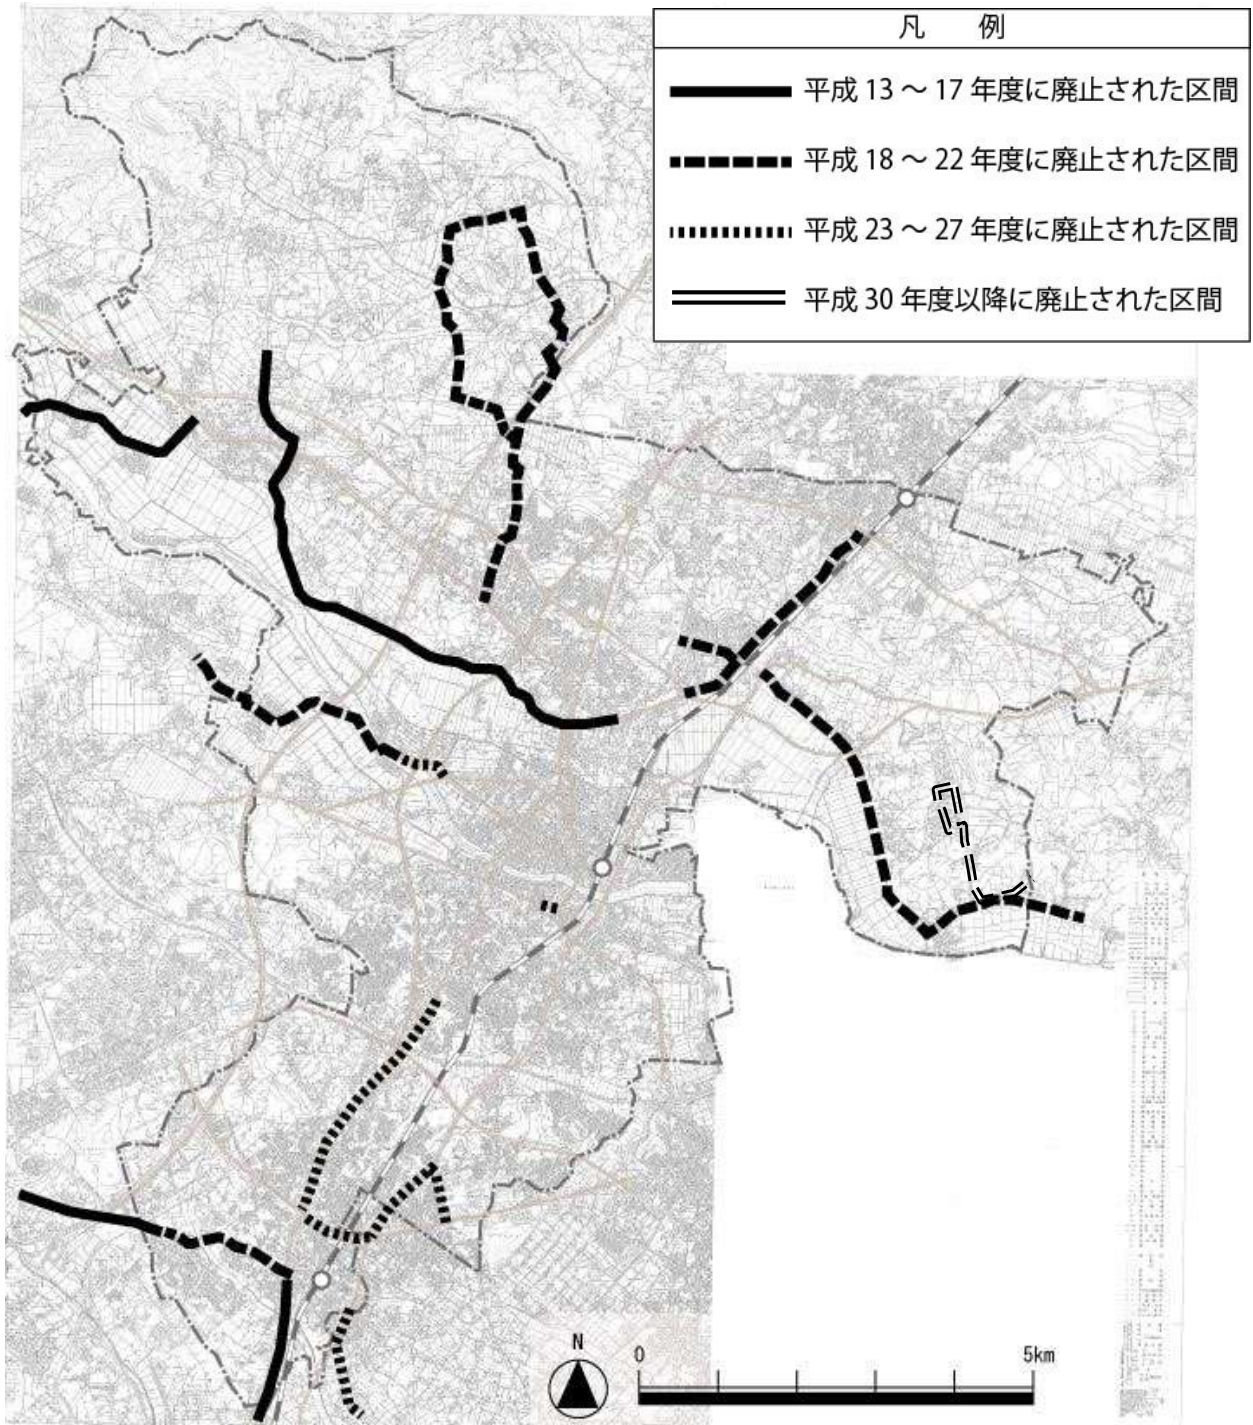 凡　例
平成 13 ～ 17 年度に廃止された区間
平成 18 ～ 22 年度に廃止された区間
平成 23 ～ 27 年度に廃止された区間
平成 30 年度以降に廃止された区間
N
0
5km